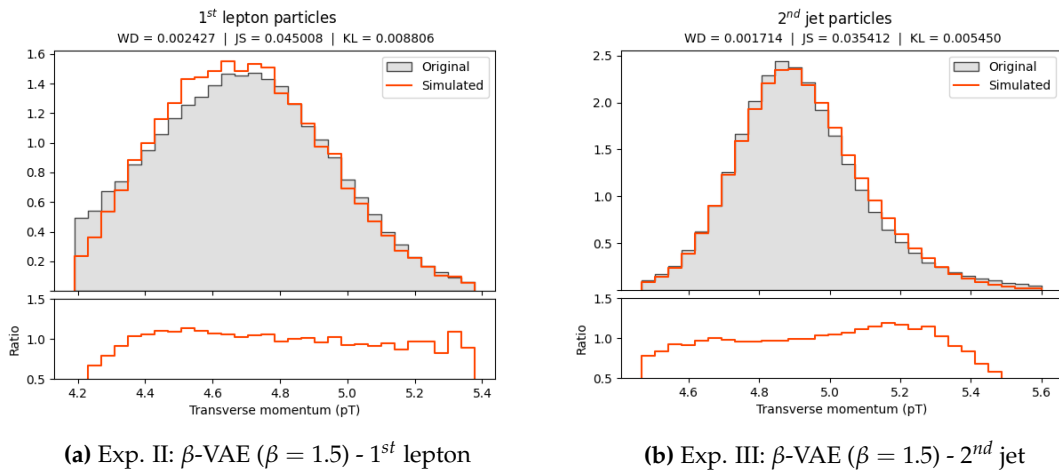 1st lepton particles
WD = 0.002427 | JS = 0.045008 | KL = 0.008806
1.6
1.4
1.2
1.0
0.8
0.6
0.4
0.2
Original
Simulated
1.5
1.0
0.5
Ratio
4.2 4.4 4.6 4.8 5.0 5.2 5.4
Transverse momentum (pT)
(a) Exp. II: β-VAE (β = 1.5) - 1st lepton
2nd jet particles
WD = 0.001714 | JS = 0.035412 | KL = 0.005450
2.5
2.0
1.5
1.0
0.5
Original
Simulated
1.5
1.0
0.5
Ratio
4.6 4.8 5.0 5.2 5.4 5.6
Transverse momentum (pT)
(b) Exp. III: β-VAE (β = 1.5) - 2nd jet